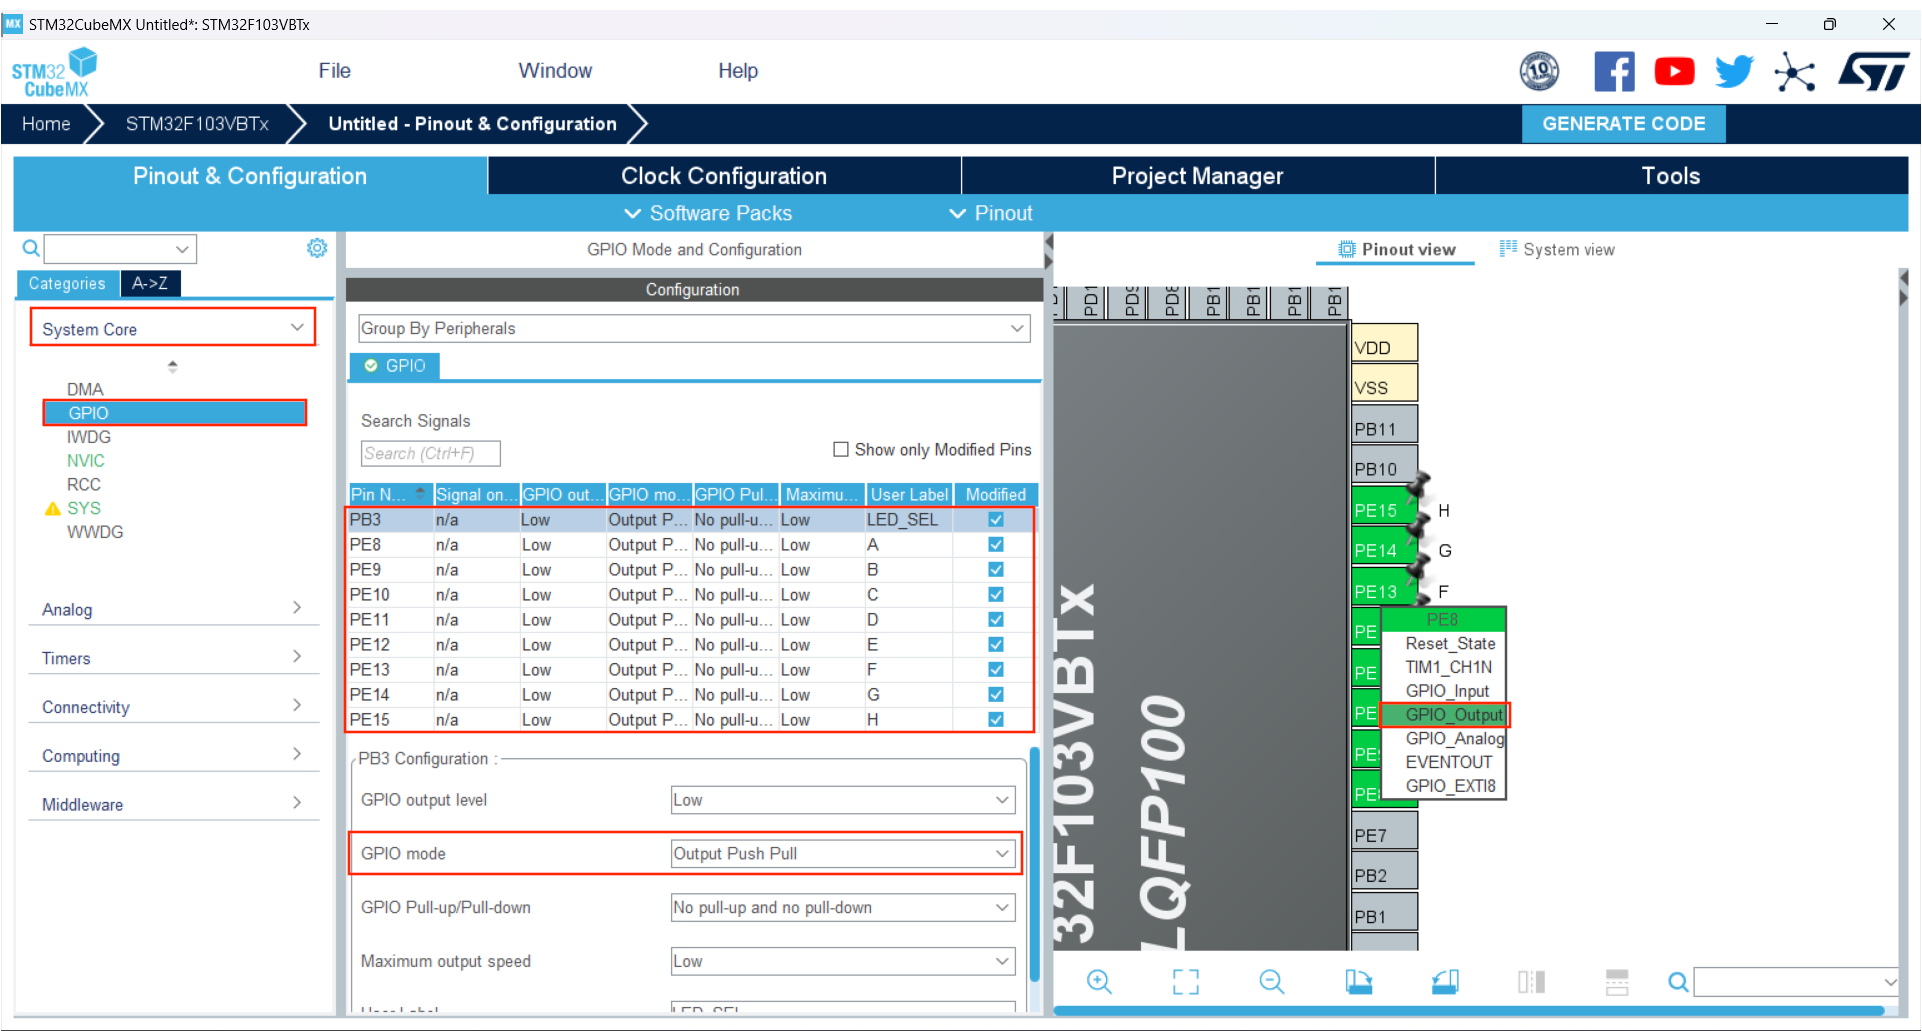 MX STM32CubeMX Untitled*: STM32F103VBTx
STM32 CubeMX
File Window Help
10
Home STM32F103VBTx Untitled - Pinout & Configuration GENERATE CODE
Pinout & Configuration Clock Configuration Project Manager Tools
Software Packs Pinout
Categories A->Z
System Core
DMA
GPIO
IWDG
NVIC
RCC
SYS
WWDG
Analog
Timers
Connectivity
Computing
Middleware
GPIO Mode and Configuration
Configuration
Group By Peripherals
GPIO
Search Signals
Search (Ctrl+F) Show only Modified Pins
Pin N... Signal on... GPIO out... GPIO mo... GPIO Pul... Maximu... User Label Modified
PB3 n/a Low Output P... No pull-u... Low LED_SEL
PE8 n/a Low Output P... No pull-u... Low A
PE9 n/a Low Output P... No pull-u... Low B
PE10 n/a Low Output P... No pull-u... Low C
PE11 n/a Low Output P... No pull-u... Low D
PE12 n/a Low Output P... No pull-u... Low E
PE13 n/a Low Output P... No pull-u... Low F
PE14 n/a Low Output P... No pull-u... Low G
PE15 n/a Low Output P... No pull-u... Low H
PB3 Configuration :
GPIO output level Low
GPIO mode Output Push Pull
GPIO Pull-up/Pull-down No pull-up and no pull-down
Maximum output speed Low
User Label LED_SEL
Pinout view System view
PD1 PD9 PD8 PB1 PB1 PB1 PB1
VDD
VSS
PB11
PB10
PE15 H
PE14 G
PE13 F
PE
PE
PE
PE
PE
PE7
PB2
PB1
PE8
Reset_State
TIM1_CH1N
GPIO_Input
GPIO_Output
GPIO_Analog
EVENTOUT
GPIO_EXTI8
32F103VBTx
LQFP100